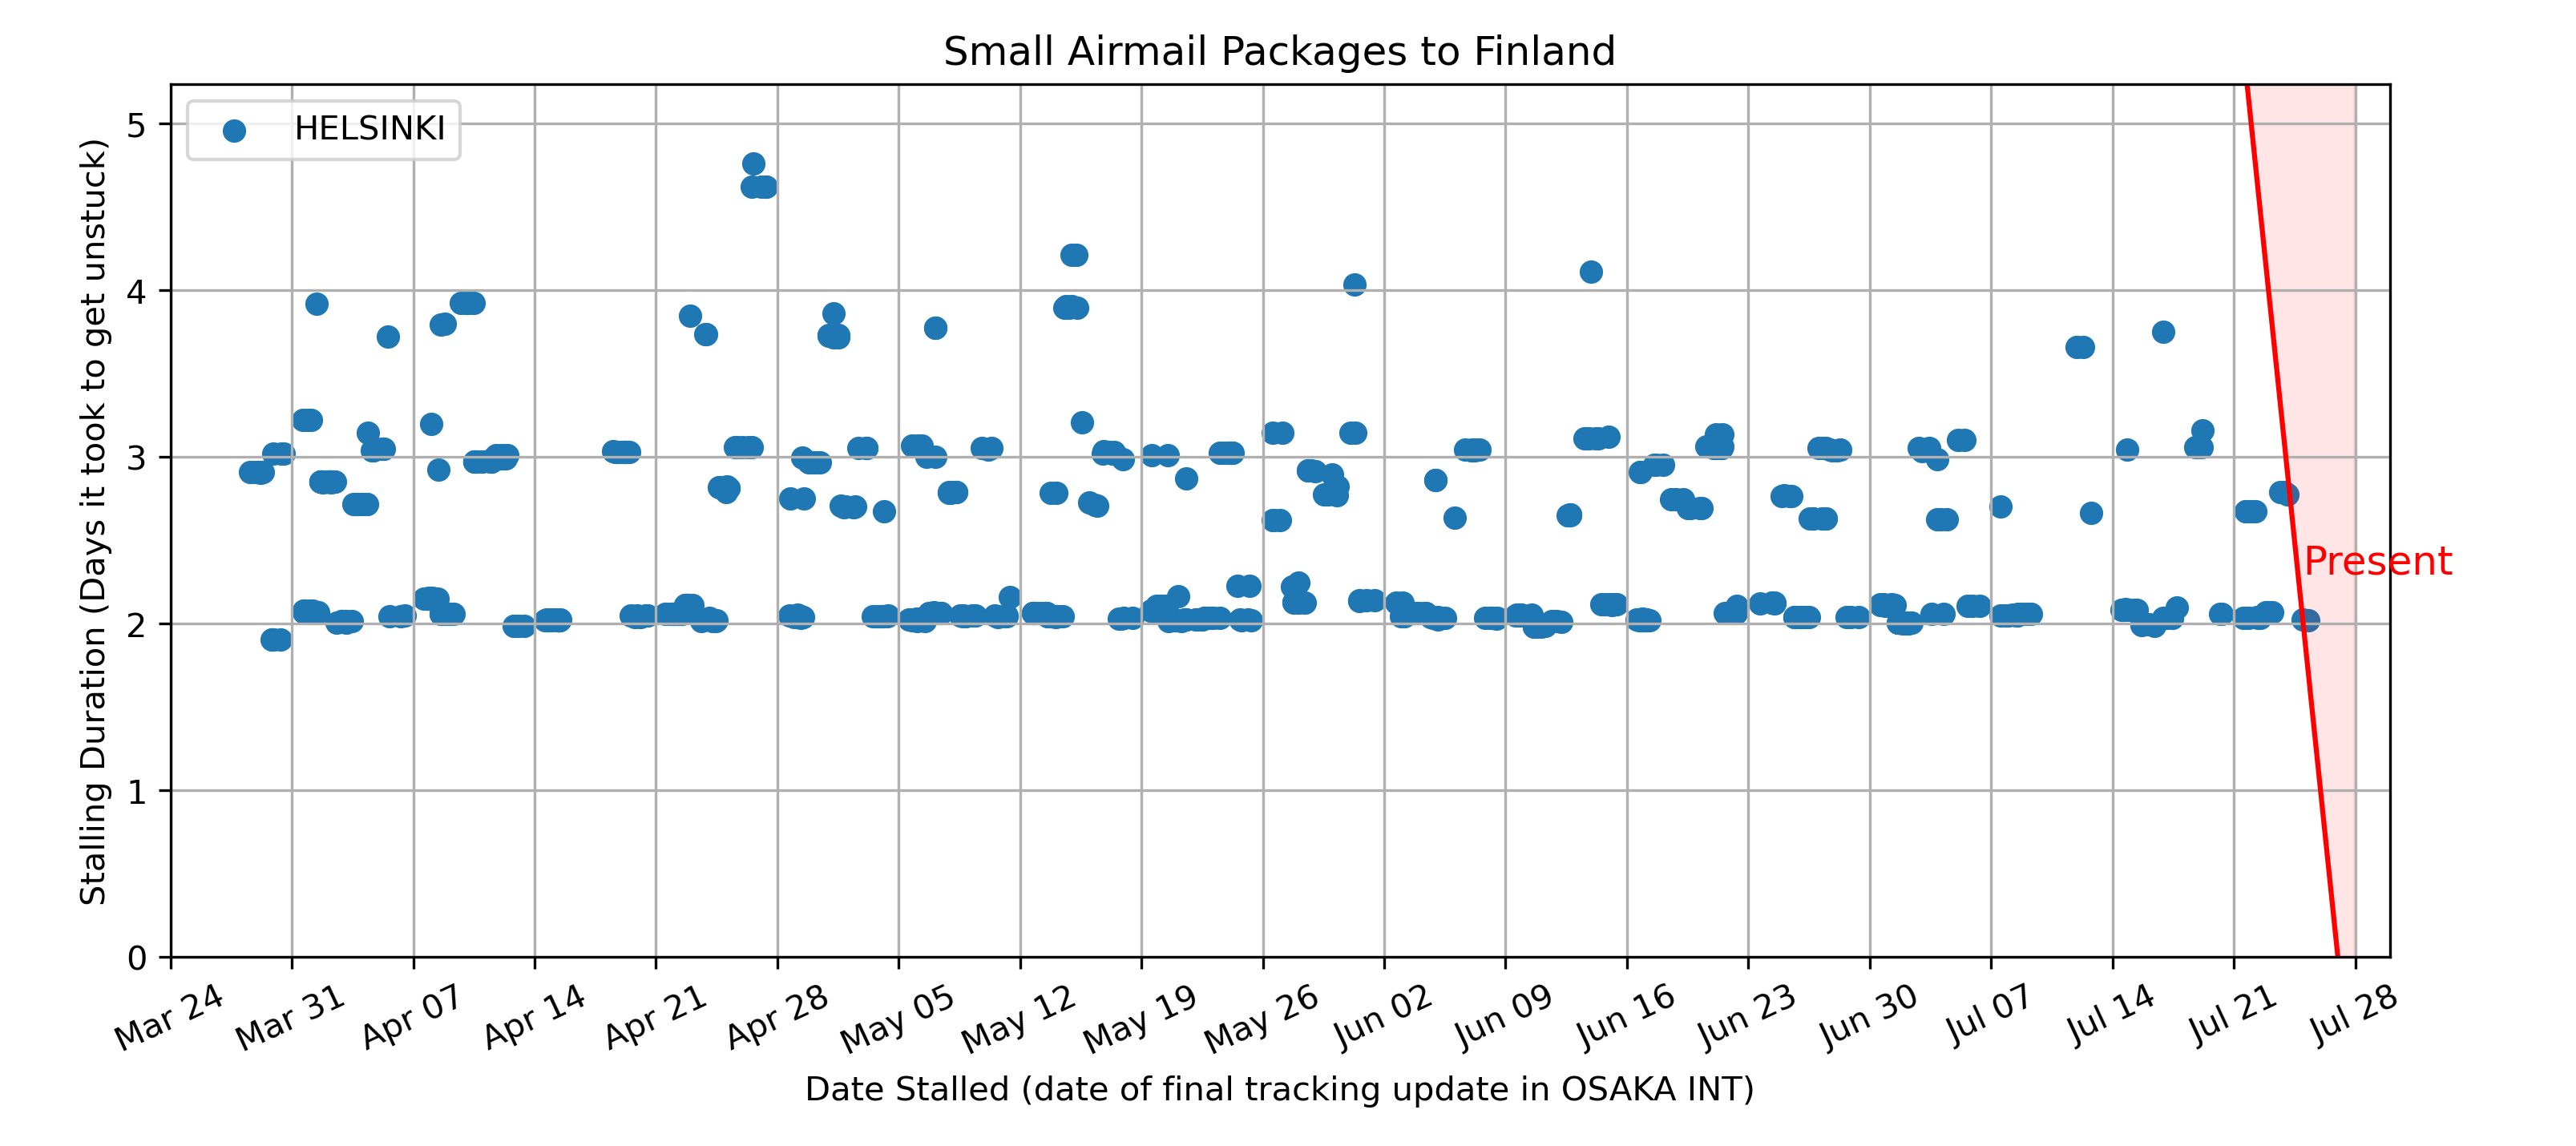 Small Airmail Packages to Finland
HELSINKI
Stalling Duration (Days it took to get unstuck)
5
4
3
2
1
0
Present
Mar 24
Mar 31
Apr 07
Apr 14
Apr 21
Apr 28
May 05
May 12
May 19
May 26
Jun 02
Jun 09
Jun 16
Jun 23
Jun 30
Jul 07
Jul 14
Jul 21
Jul 28
Date Stalled (date of final tracking update in OSAKA INT)